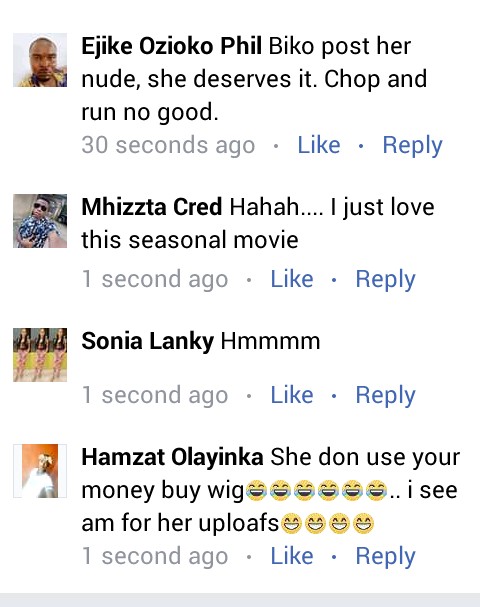 Ejike Ozioko Phil Biko post her
nude, she deserves it. Chop and
run no good.
30 seconds ago · Like · Reply
Mhizzta Cred Hahah.... I just love
this seasonal movie
1 second ago · Like · Reply
Sonia Lanky Hmmmm
1 second ago · Like · Reply
Hamzat Olayinka She don use your
money buy wig😂😂😂😂😂😂.. i see
am for her uploafs😁😁😁😁
1 second ago · Like · Reply